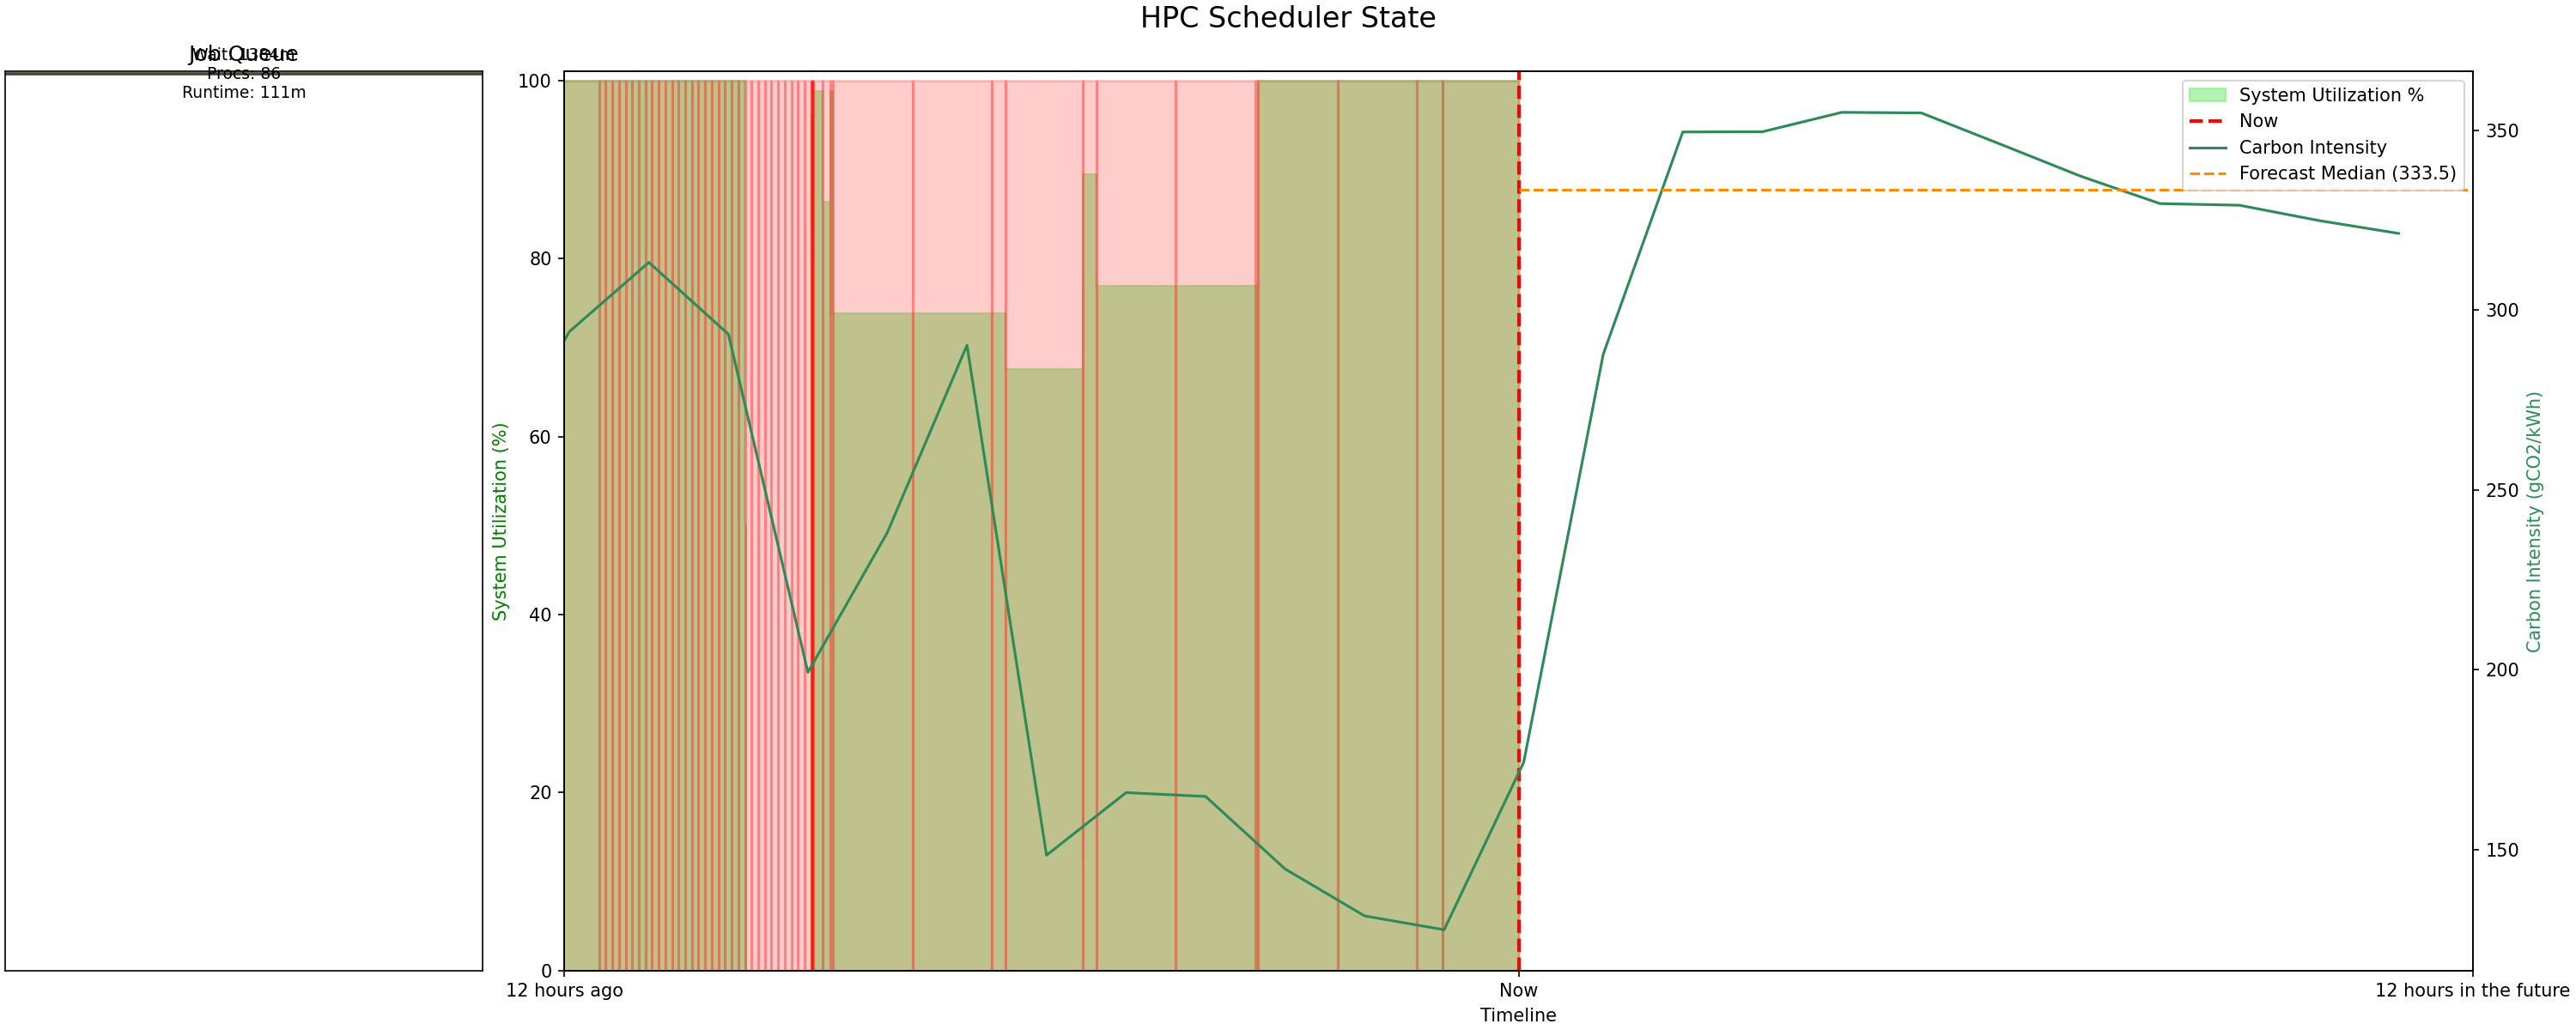 HPC Scheduler State
Job Queue
Wait: 1384m
Procs: 86
Runtime: 111m
System Utilization (%)
100
80
60
40
20
0
System Utilization %
Now
Carbon Intensity
Forecast Median (333.5)
350
300
250
200
150
Carbon Intensity (gCO2/kWh)
12 hours ago
Now
12 hours in the future
Timeline